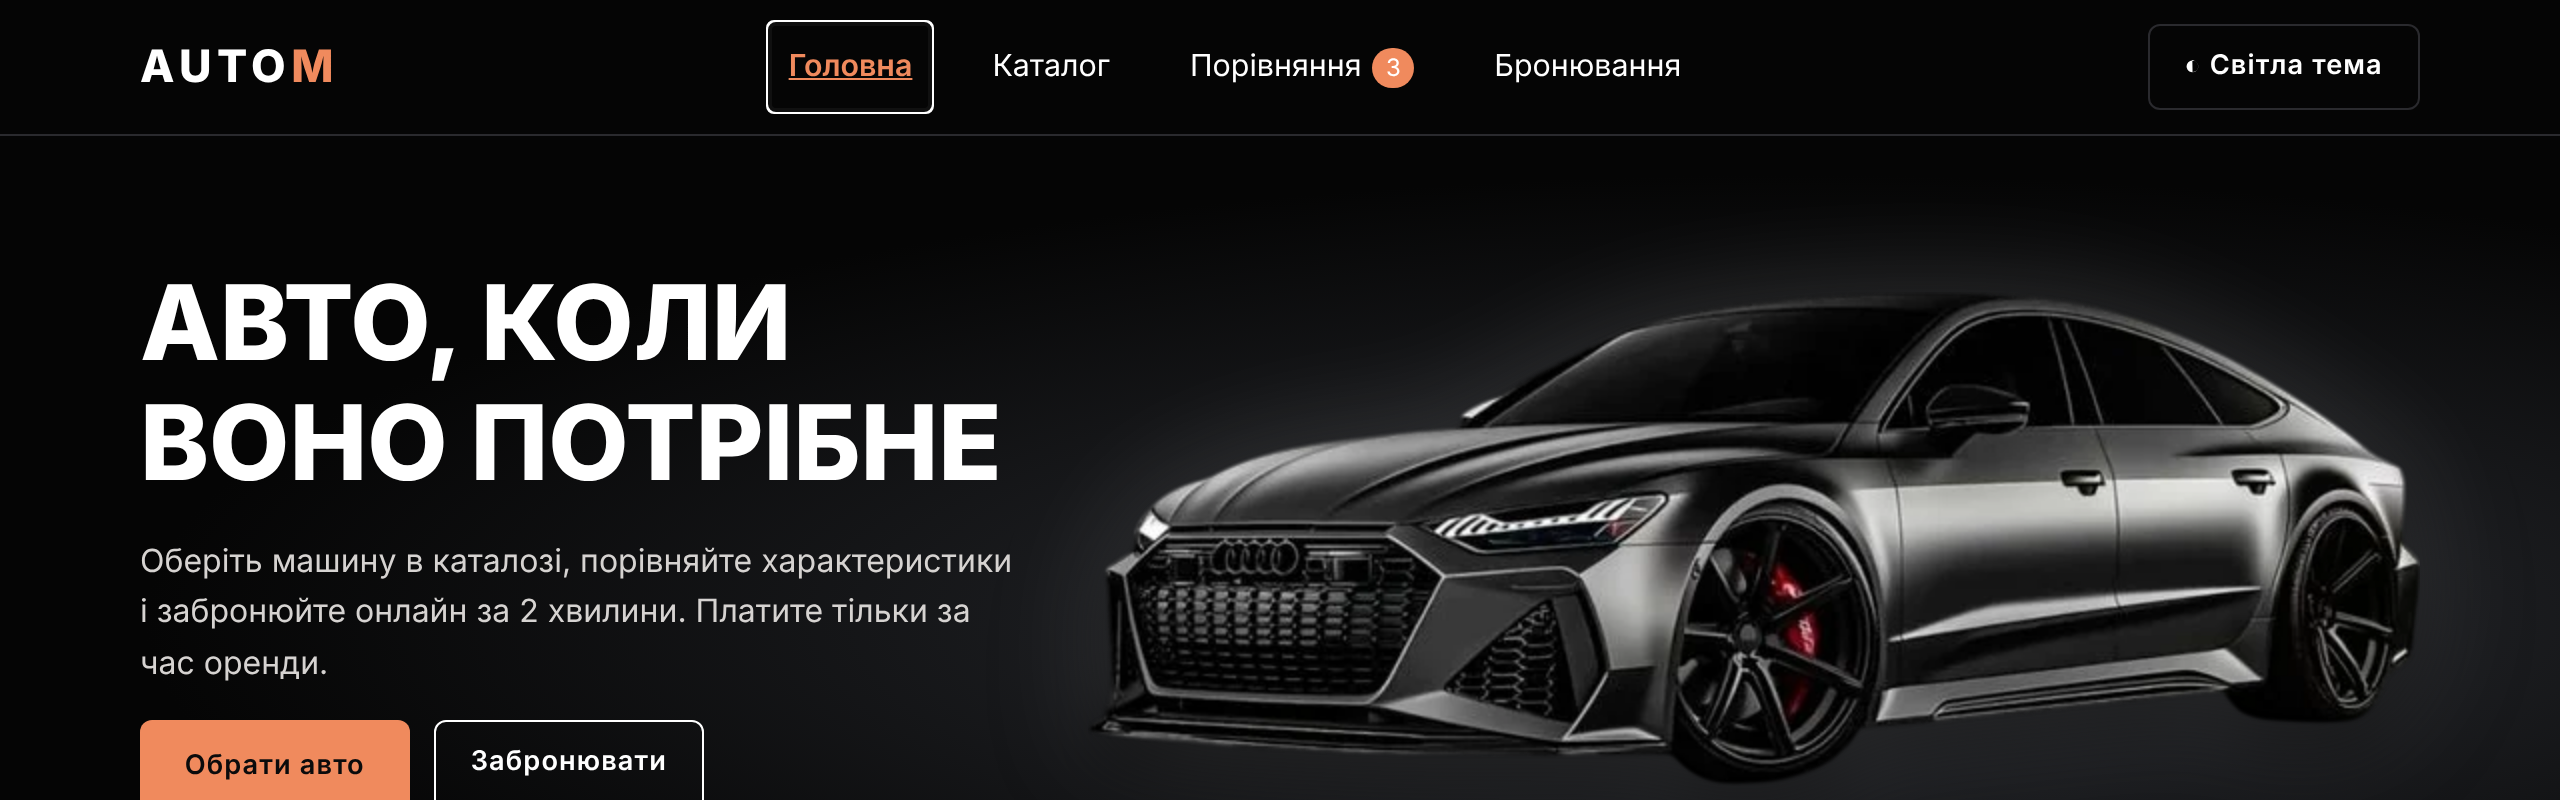 AUTOM
Головна
Каталог
Порівняння 3
Бронювання
Світла тема
АВТО, КОЛИ
ВОНО ПОТРІБНЕ
Оберіть машину в каталозі, порівняйте характеристики
і забронюйте онлайн за 2 хвилини. Платите тільки за
час оренди.
Обрати авто
Забронювати